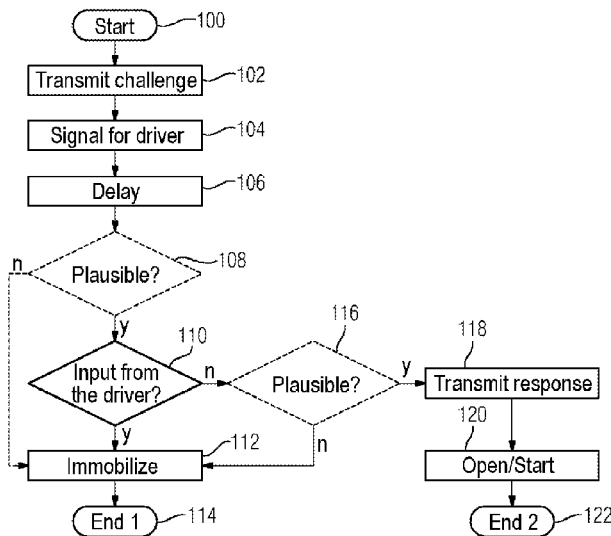 Start
100
Transmit challenge
102
Signal for driver
104
Delay
106
Plausible?
108
n
y
Input from
the driver?
110
n
y
Plausible?
116
y
n
Transmit response
118
Immobilize
112
Open/Start
120
End 1
114
End 2
122